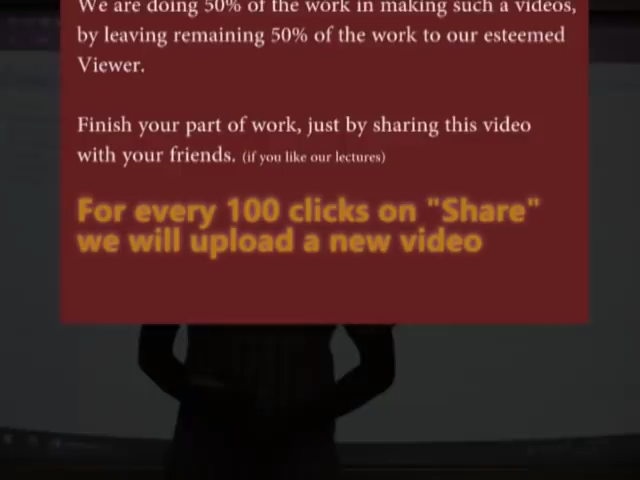 We are doing 50% of the work in making such a videos,
by leaving remaining 50% of the work to our esteemed
Viewer.
Finish your part of work, just by sharing this video
with your friends. (if you like our lectures)
For every 100 clicks on "Share"
we will upload a new video